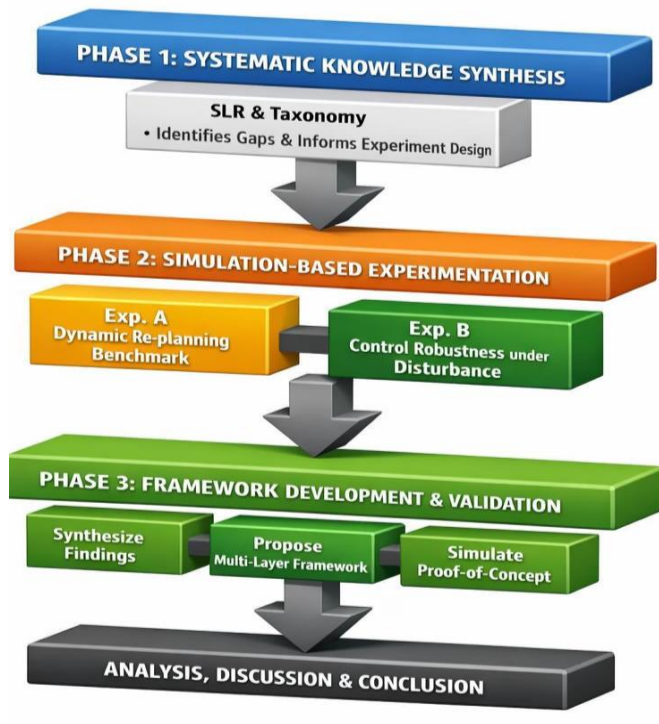 PHASE 1: SYSTEMATIC KNOWLEDGE SYNTHESIS
SLR & Taxonomy
• Identifies Gaps & Informs Experiment Design
PHASE 2: SIMULATION-BASED EXPERIMENTATION
Exp. A
Dynamic Re-planning
Benchmark
Exp. B
Control Robustness under
Disturbance
PHASE 3: FRAMEWORK DEVELOPMENT & VALIDATION
Synthesize
Findings
Propose
Multi-Layer Framework
Simulate
Proof-of-Concept
ANALYSIS, DISCUSSION & CONCLUSION